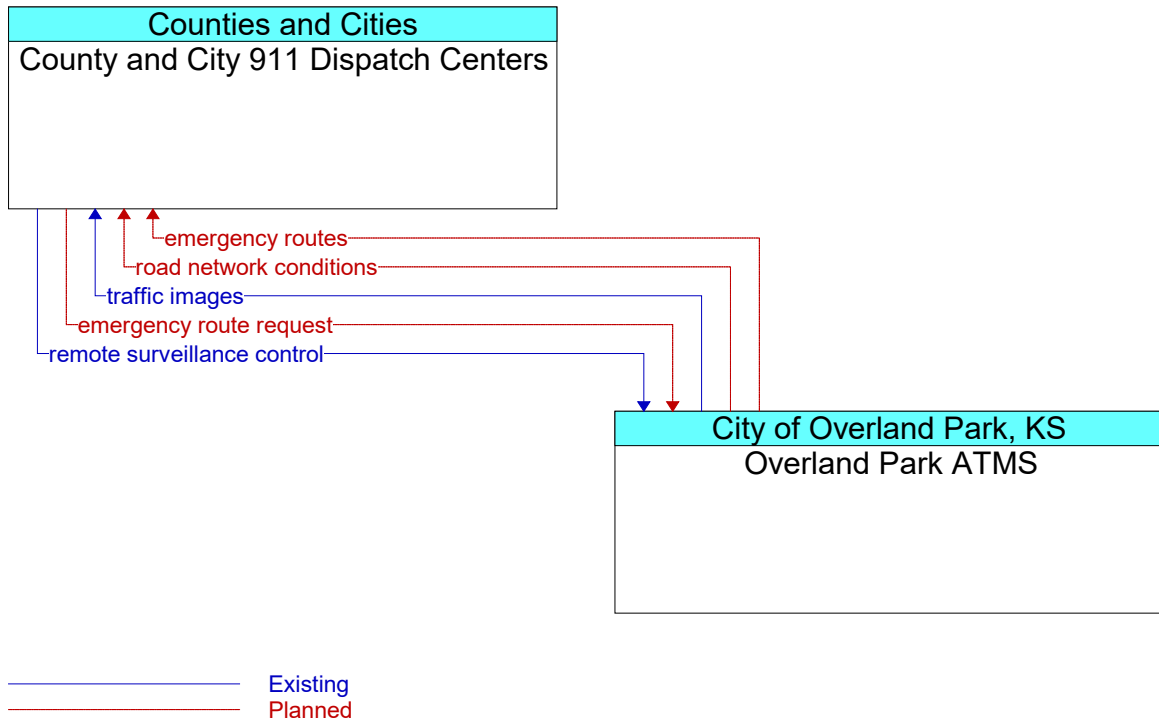 Counties and Cities
County and City 911 Dispatch Centers
emergency routes
road network conditions
traffic images
emergency route request
remote surveillance control
City of Overland Park, KS
Overland Park ATMS
Existing
Planned